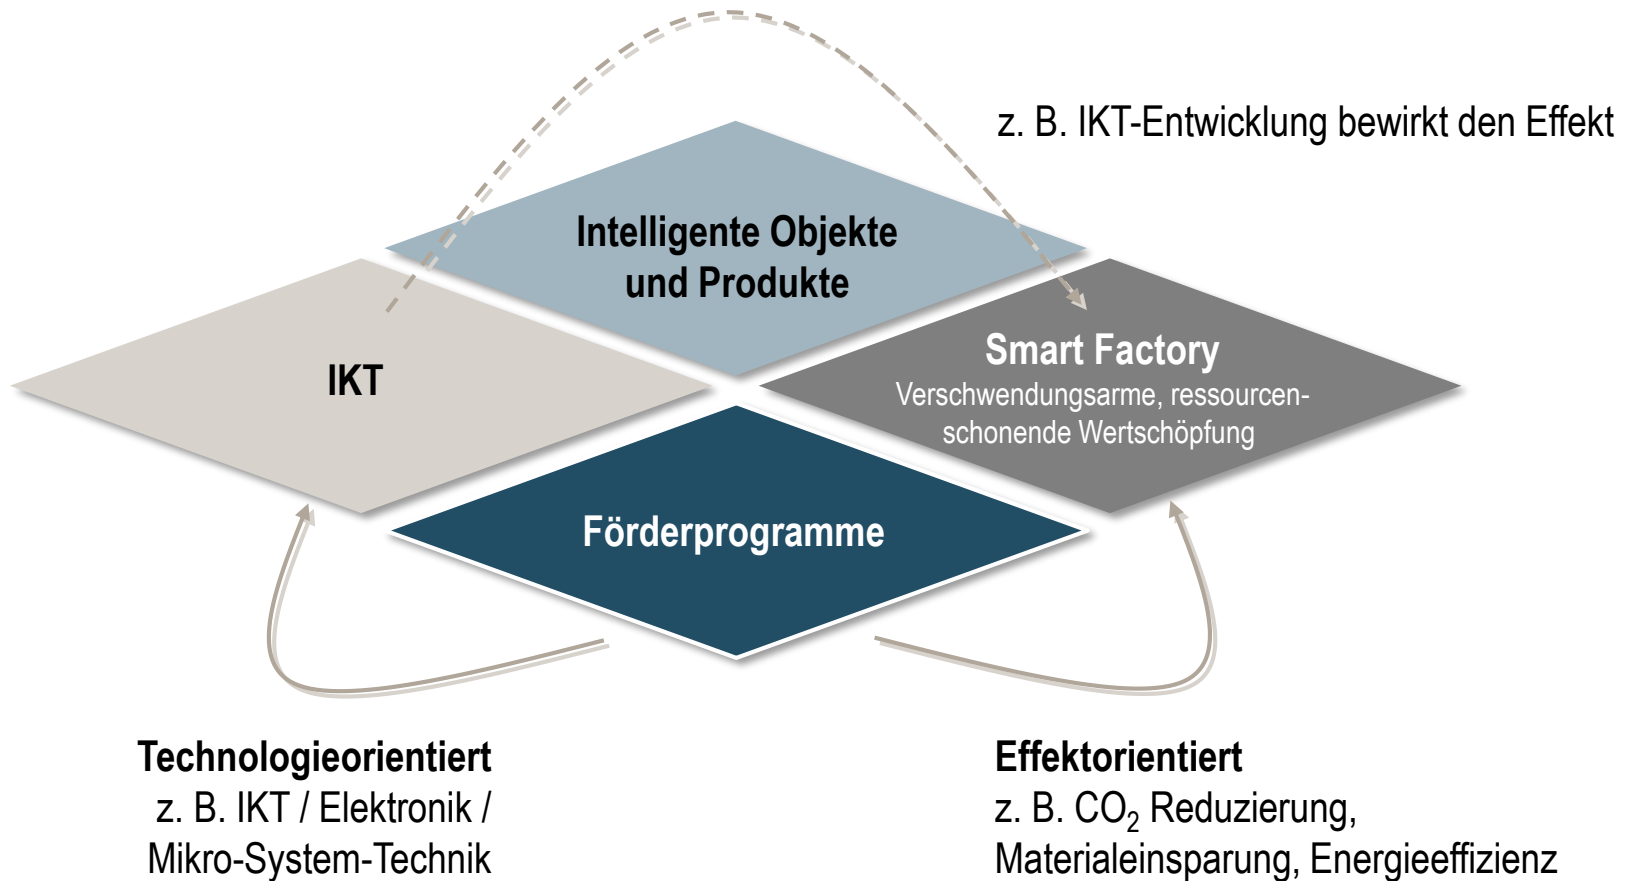 z. B. IKT-Entwicklung bewirkt den Effekt
Intelligente Objekte
und Produkte
IKT
Smart Factory
Verschwendungsarme, ressourcen-
schonende Wertschöpfung
Förderprogramme
Technologieorientiert
z. B. IKT / Elektronik /
Mikro-System-Technik
Effektorientiert
z. B. CO₂ Reduzierung,
Materialeinsparung, Energieeffizienz